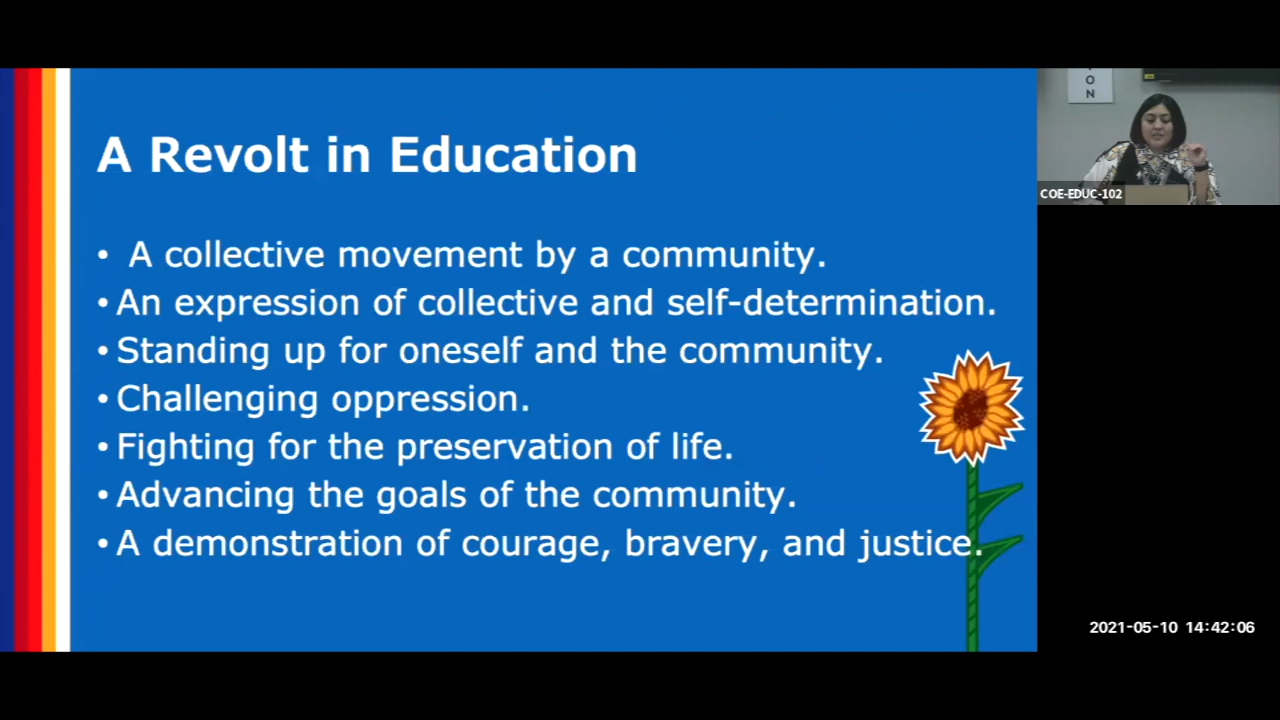 A Revolt in Education
• A collective movement by a community.
• An expression of collective and self-determination.
• Standing up for oneself and the community.
• Challenging oppression.
• Fighting for the preservation of life.
• Advancing the goals of the community.
• A demonstration of courage, bravery, and justice.
O
N
COE-EDUC-102
2021-05-10 14:42:06